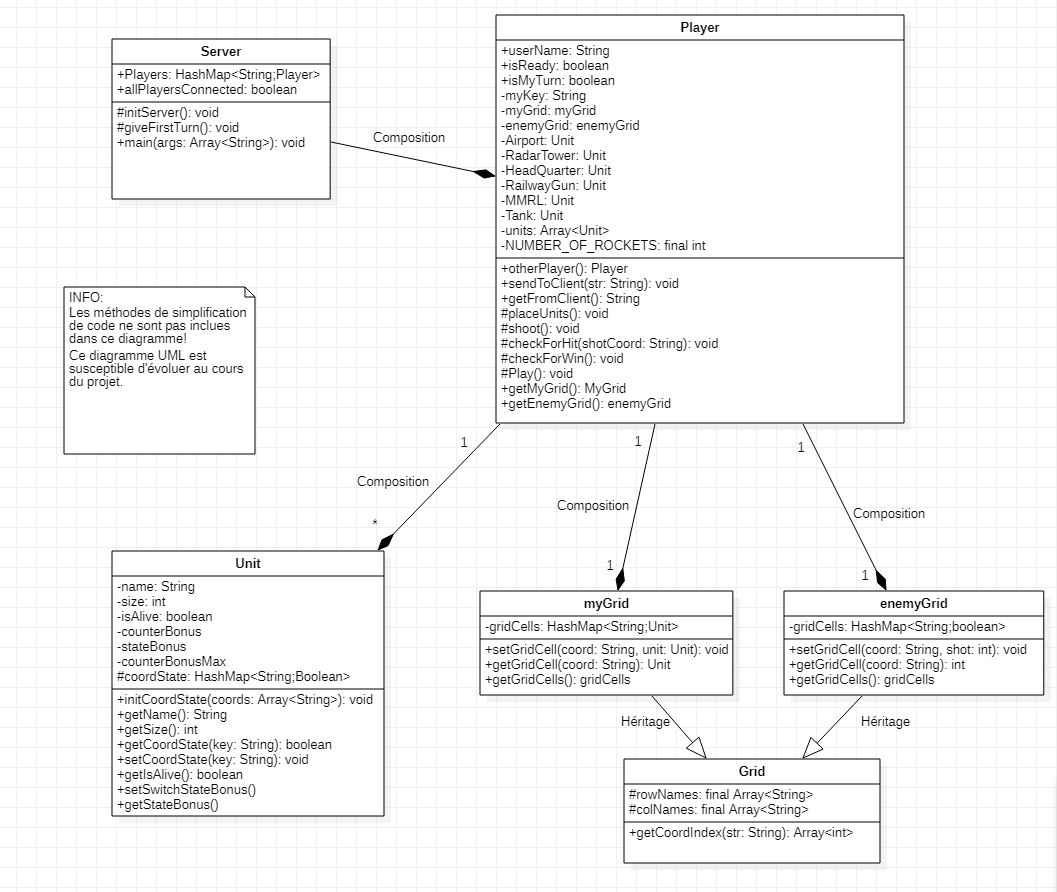 Server
+Players: HashMap<String;Player>
+allPlayersConnected: boolean
#initServer(): void
#giveFirstTurn(): void
+main(args: Array<String>): void
Composition
Player
+userName: String
+isReady: boolean
+isMyTurn: boolean
-myKey: String
-myGrid: myGrid
-enemyGrid: enemyGrid
-Airport: Unit
-RadarTower: Unit
-HeadQuarter: Unit
-RailwayGun: Unit
-MMRL: Unit
-Tank: Unit
-units: Array<Unit>
-NUMBER_OF_ROCKETS: final int
+otherPlayer(): Player
+sendToClient(str: String): void
+getFromClient(): String
#placeUnits(): void
#shoot(): void
#checkForHit(shotCoord: String): void
#checkForWin(): void
#Play(): void
+getMyGrid(): MyGrid
+getEnemyGrid(): enemyGrid
INFO:
Les méthodes de simplification
de code ne sont pas inclues
dans ce diagramme!
Ce diagramme UML est
susceptible d'évoluer au cours
du projet.
1
Composition
*
1
Composition
1
1
Composition
1
Unit
-name: String
-size: int
-isAlive: boolean
-counterBonus
-stateBonus
-counterBonusMax
#coordState: HashMap<String;Boolean>
+initCoordState(coords: Array<String>): void
+getName(): String
+getSize(): int
+getCoordState(key: String): boolean
+setCoordState(key: String): void
+getIsAlive(): boolean
+setSwitchStateBonus()
+getStateBonus()
myGrid
-gridCells: HashMap<String;Unit>
+setGridCell(coord: String, unit: Unit): void
+getGridCell(coord: String): Unit
+getGridCells(): gridCells
enemyGrid
-gridCells: HashMap<String;boolean>
+setGridCell(coord: String, shot: int): void
+getGridCell(coord: String): int
+getGridCells(): gridCells
Héritage
Héritage
Grid
#rowNames: final Array<String>
#colNames: final Array<String>
+getCoordIndex(str: String): Array<int>